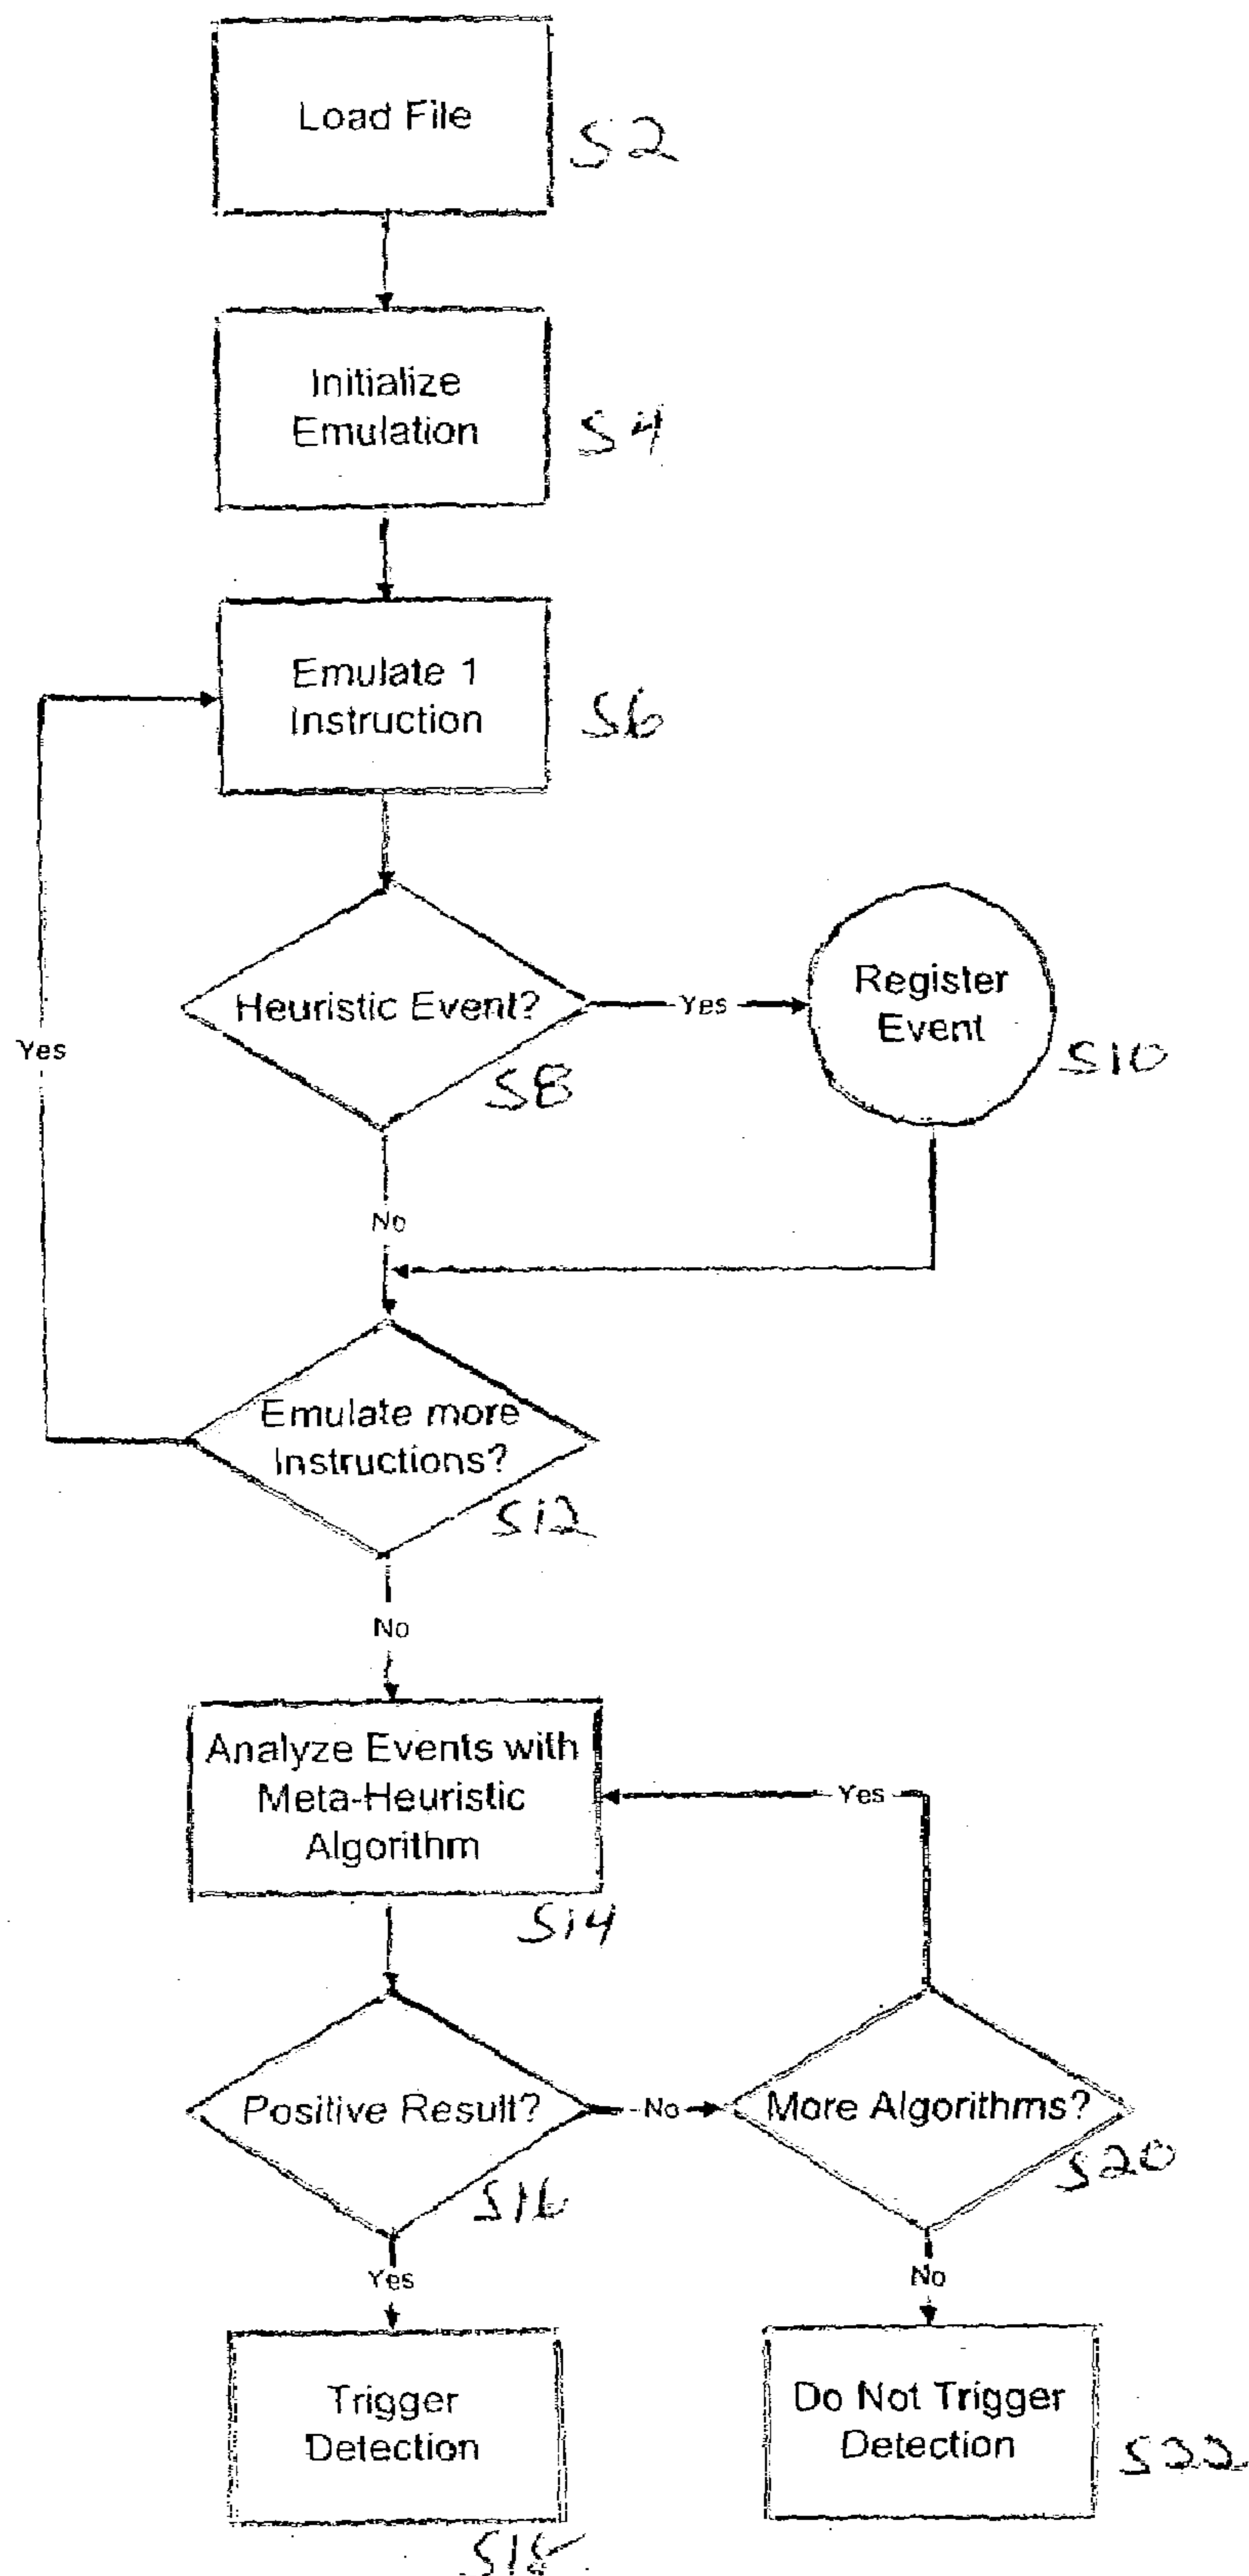 Load File
S2
Initialize
Emulation
S4
Emulate 1
Instruction
S6
Heuristic Event?
S8
Yes
Register
Event
S10
Yes
No
Emulate more
Instructions?
S12
No
Analyze Events with
Meta-Heuristic
Algorithm
S14
Yes
Positive Result?
S16
No
More Algorithms?
S20
Yes
No
Trigger
Detection
Do Not Trigger
Detection
S22